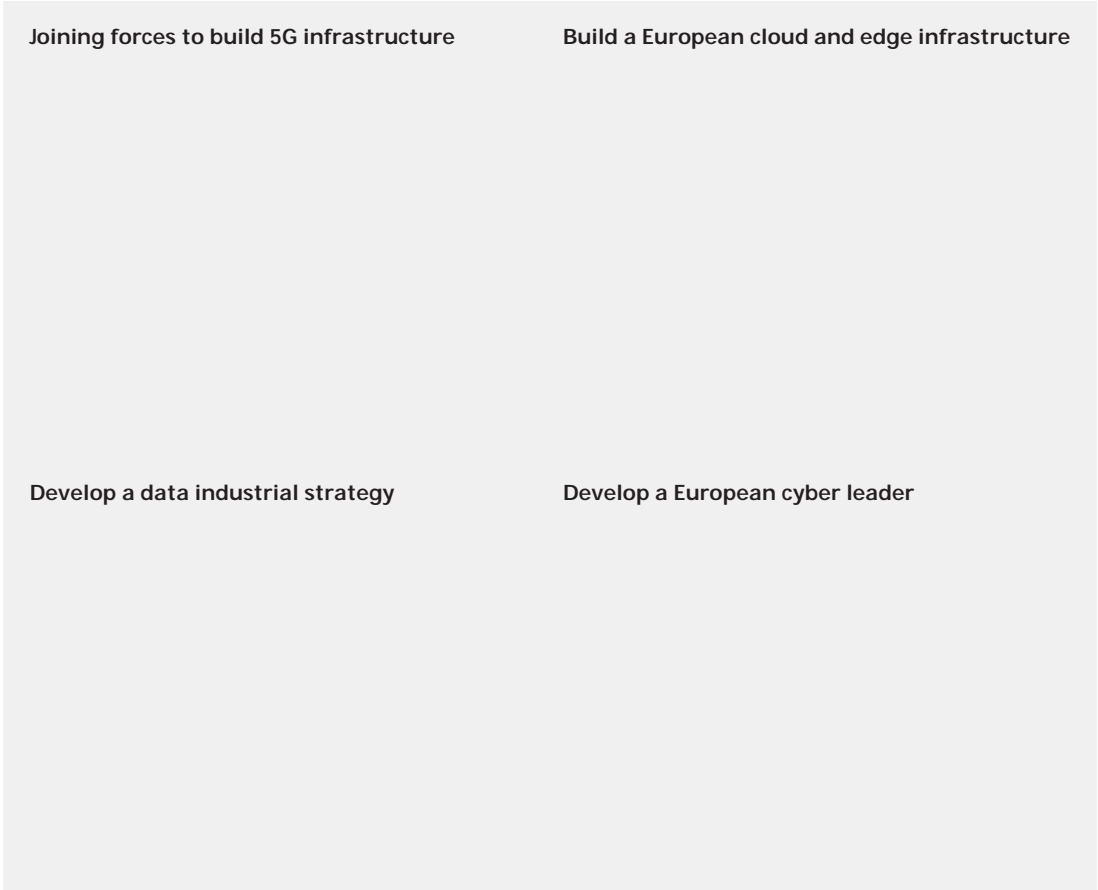 Joining forces to build 5G infrastructure
Build a European cloud and edge infrastructure
Develop a data industrial strategy
Develop a European cyber leader